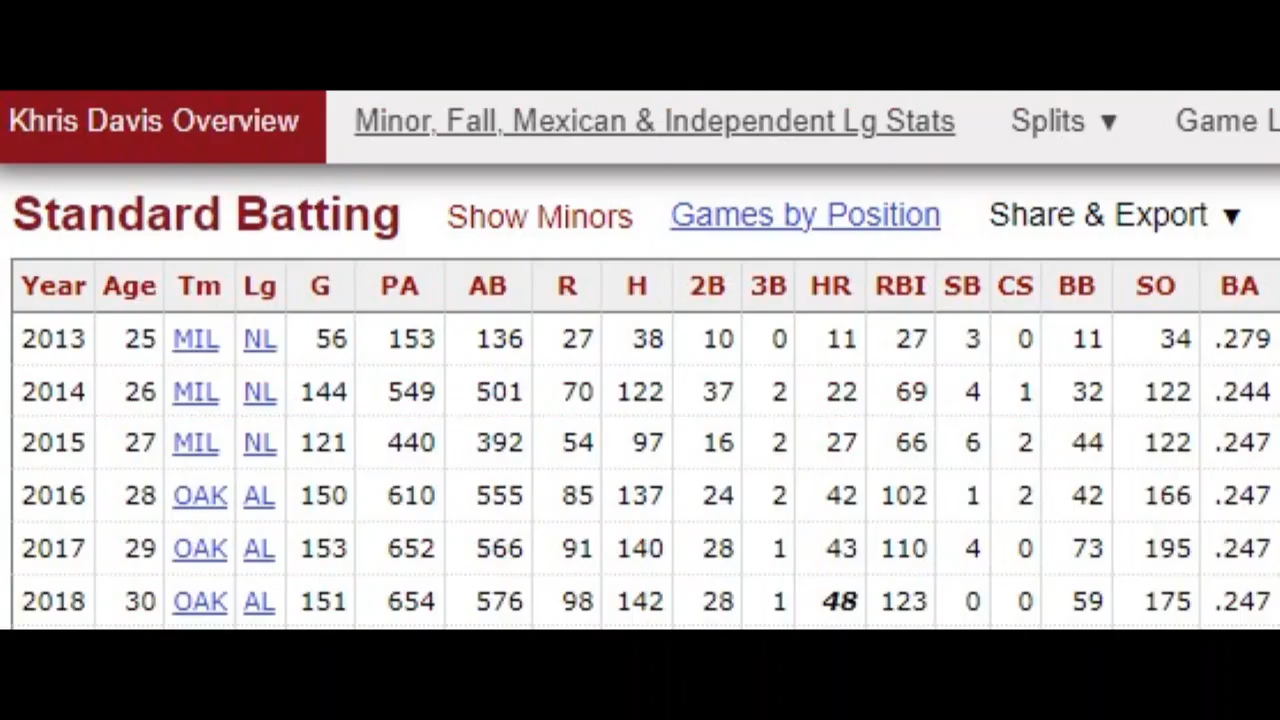 Khris Davis Overview Minor, Fall, Mexican & Independent Lg Stats Splits ▼ Game L
Standard Batting Show Minors Games by Position Share & Export ▼
Year Age Tm Lg G PA AB R H 2B 3B HR RBI SB CS BB SO BA
2013 25 MIL NL 56 153 136 27 38 10 0 11 27 3 0 11 34 .279
2014 26 MIL NL 144 549 501 70 122 37 2 22 69 4 1 32 122 .244
2015 27 MIL NL 121 440 392 54 97 16 2 27 66 6 2 44 122 .247
2016 28 OAK AL 150 610 555 85 137 24 2 42 102 1 2 42 166 .247
2017 29 OAK AL 153 652 566 91 140 28 1 43 110 4 0 73 195 .247
2018 30 OAK AL 151 654 576 98 142 28 1 48 123 0 0 59 175 .247